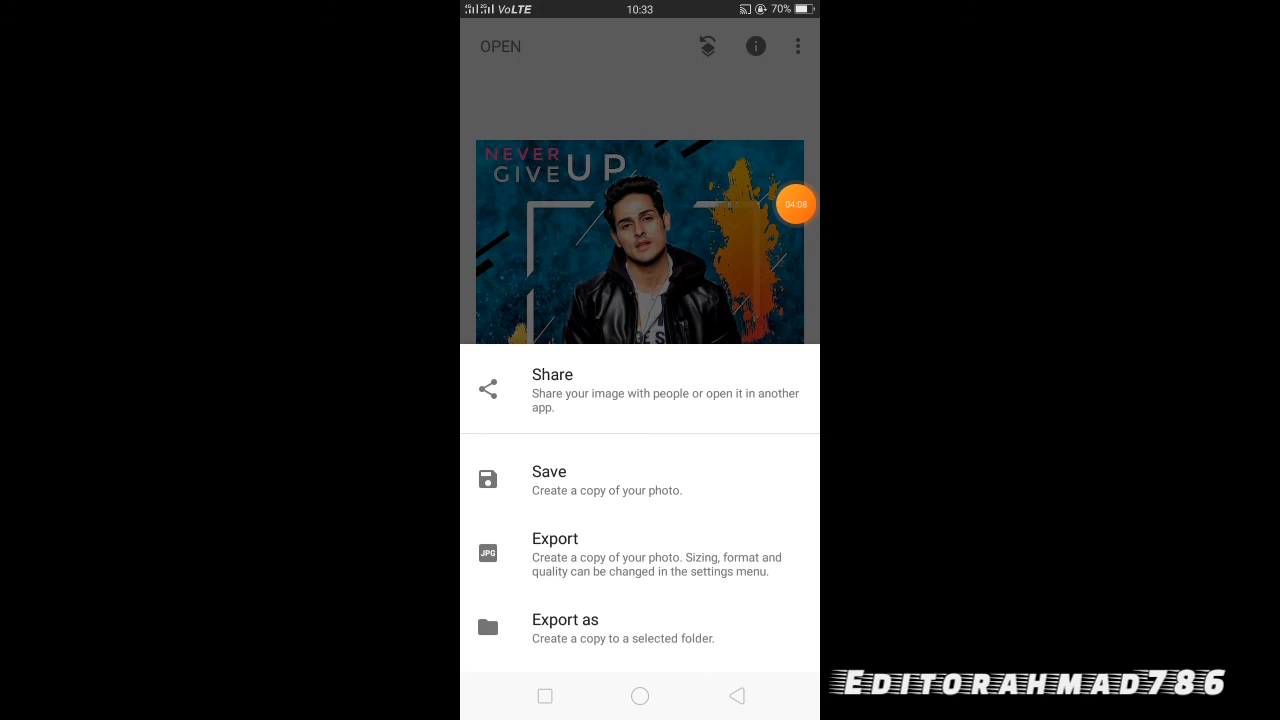 VoLTE 10:33 70%
OPEN
NEVER
GIVE UP
04:08
Share
Share your image with people or open it in another
app.
Save
Create a copy of your photo.
JPG
Export
Create a copy of your photo. Sizing, format and
quality can be changed in the settings menu.
Export as
Create a copy to a selected folder.
EDITORAHMAD786